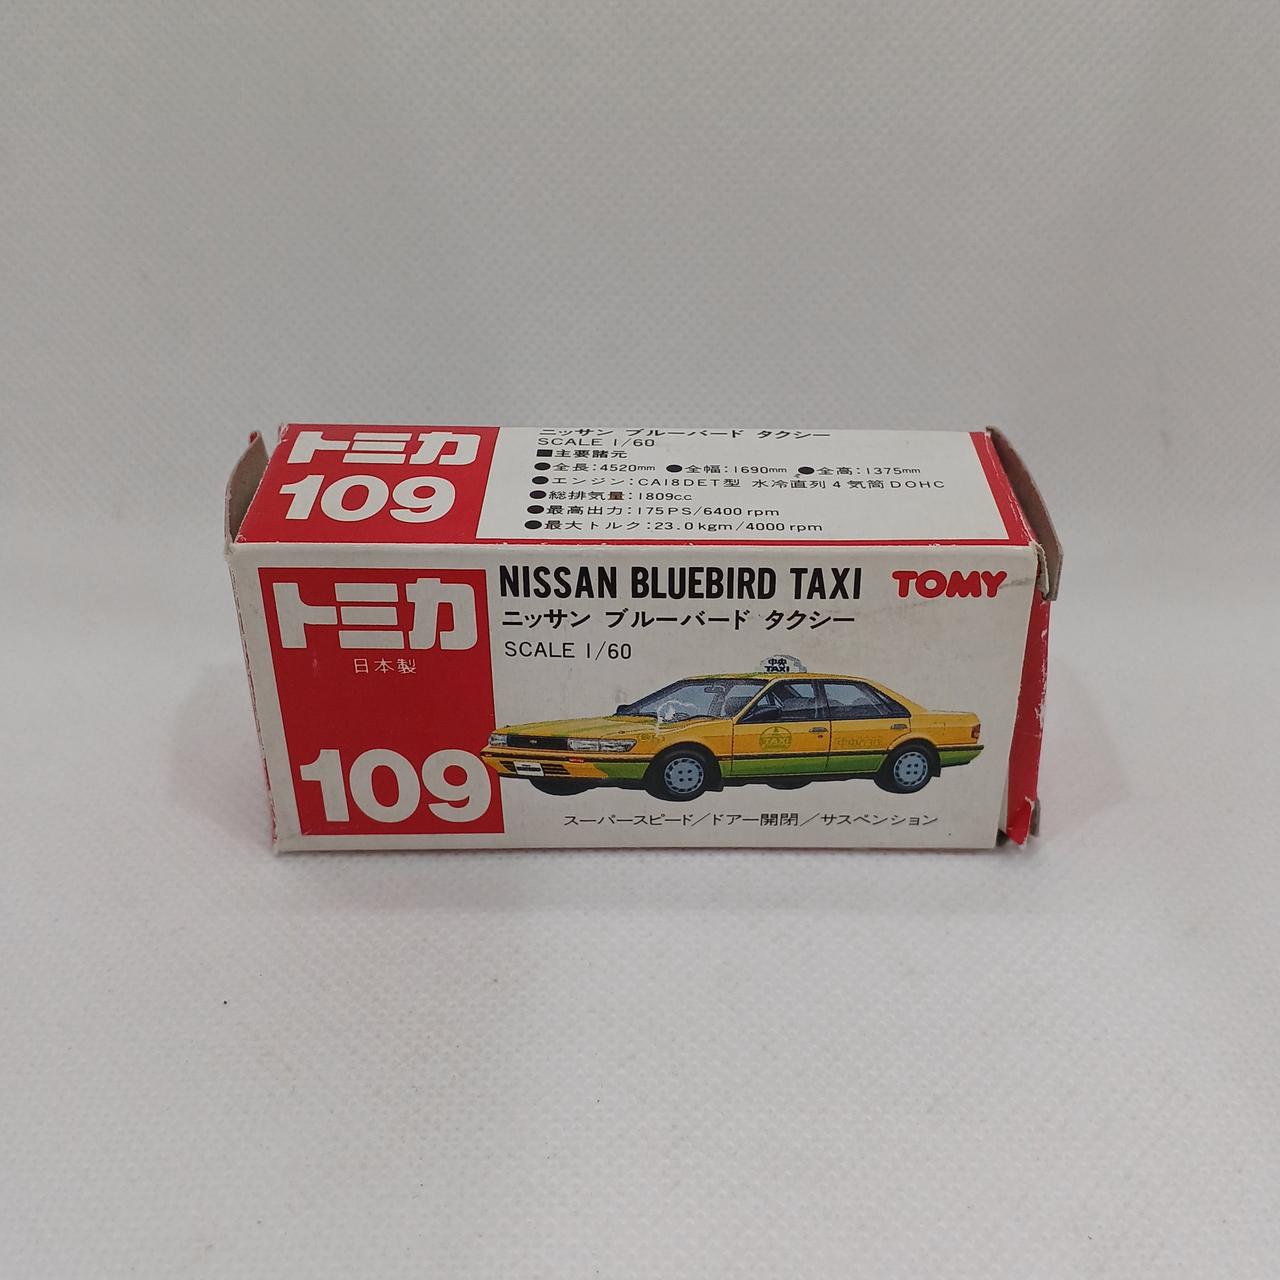 トミカ
109
ニッサン ブルーバード タクシー
SCALE 1/60
■主要諸元
●全長:4520mm ●全幅:1690mm ●全高:1375mm
●エンジン:CA18DET型 水冷直列4気筒DOHC
●総排気量:1809c.c
●最高出力:175PS/6400rpm
●最大トルク:23.0kgm/4000rpm
トミカ
日本製
109
NISSAN BLUEBIRD TAXI
TOMY
ニッサン ブルーバード タクシー
SCALE 1/60
中央
TAXI
TAXI
スーパースピード/ドアー開閉/サスペンション